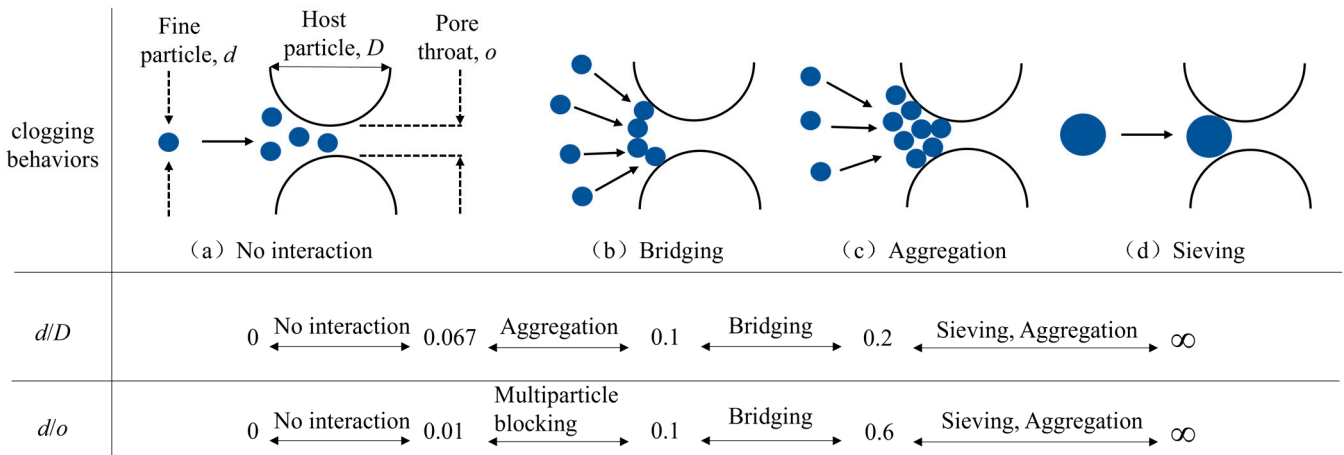 Fine
particle, d
Host
particle, D
Pore
throat, o
clogging
behaviors
（a）No interaction
（b）Bridging
（c）Aggregation
（d）Sieving
d/D
0 No interaction 0.067 Aggregation 0.1 Bridging 0.2 Sieving, Aggregation ∞
d/o
0 No interaction 0.01 Multiparticle
blocking 0.1 Bridging 0.6 Sieving, Aggregation ∞